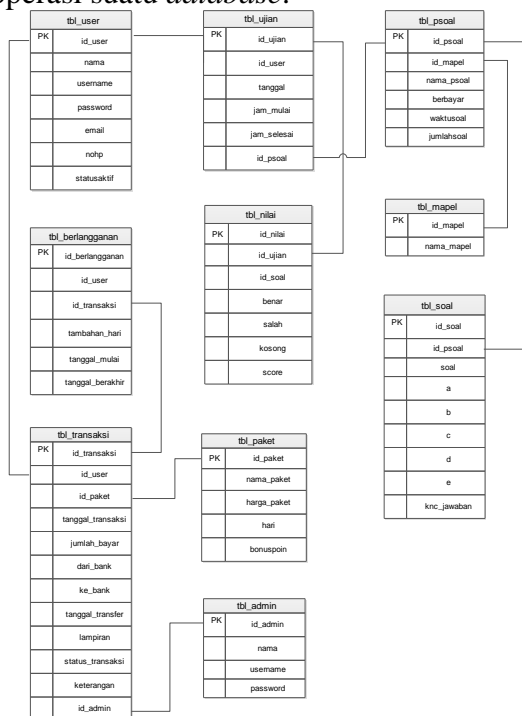 operasi suatu database.
tbl_user
PK id_user
nama
username
password
email
nohp
statusaktif
tbl_ujian
PK id_ujian
id_user
tanggal
jam_mulai
jam_selesai
id_psoal
tbl_psoal
PK id_psoal
id_mapel
nama_psoal
berbayar
waktusoal
jumlahsoal
tbl_berlangganan
PK id_berlangganan
id_user
id_transaksi
tambahan_hari
tanggal_mulai
tanggal_berakhir
tbl_nilai
PK id_nilai
id_ujian
id_soal
benar
salah
kosong
score
tbl_mapel
PK id_mapel
nama_mapel
tbl_soal
PK id_soal
id_psoal
soal
a
b
c
d
e
knc_jawaban
tbl_transaksi
PK id_transaksi
id_user
id_paket
tanggal_transaksi
jumlah_bayar
dari_bank
ke_bank
tanggal_transfer
lampiran
status_transaksi
keterangan
id_admin
tbl_paket
PK id_paket
nama_paket
harga_paket
hari
bonuspoin
tbl_admin
PK id_admin
nama
username
password